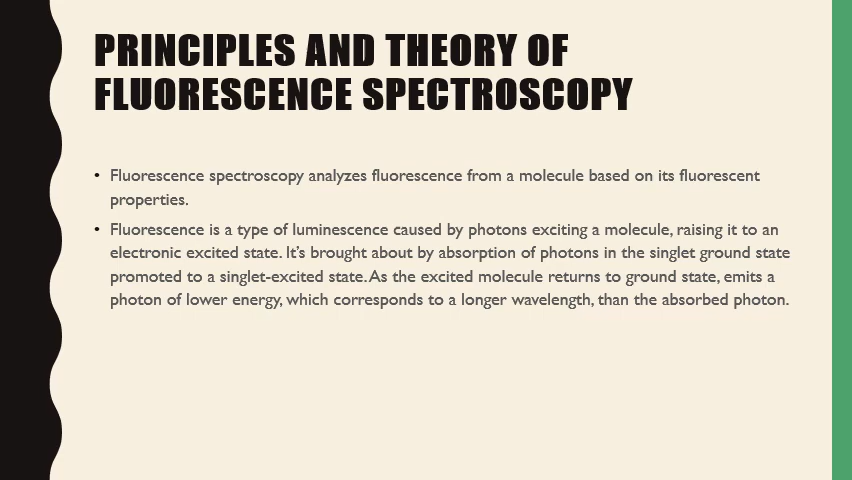 PRINCIPLES AND THEORY OF
FLUORESCENCE SPECTROSCOPY
• Fluorescence spectroscopy analyzes fluorescence from a molecule based on its fluorescent
properties.
• Fluorescence is a type of luminescence caused by photons exciting a molecule, raising it to an
electronic excited state. It's brought about by absorption of photons in the singlet ground state
promoted to a singlet-excited state. As the excited molecule returns to ground state, emits a
photon of lower energy, which corresponds to a longer wavelength, than the absorbed photon.